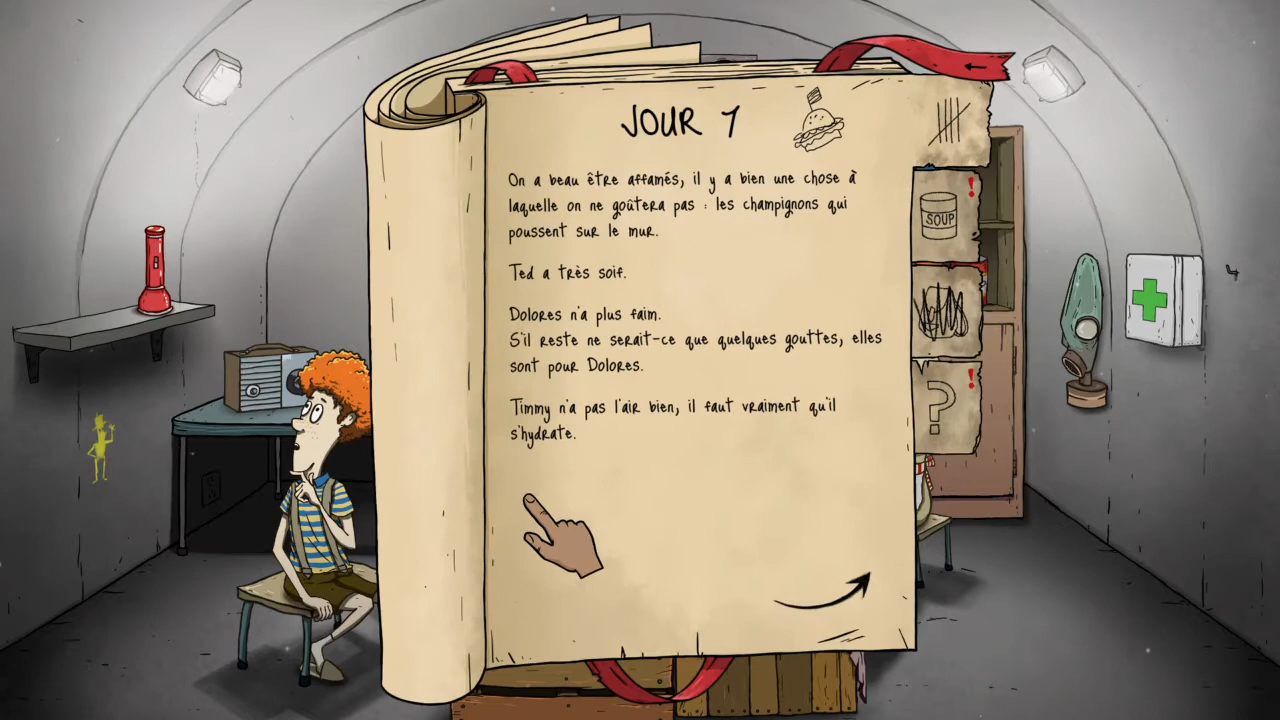 JOUR 7
On a beau être affamés, il y a bien une chose à
laquelle on ne goûtera pas : les champignons qui
poussent sur le mur.
Ted a très soif.
Dolores n'a plus faim.
S'il reste ne serait-ce que quelques gouttes, elles
sont pour Dolores.
Timmy n'a pas l'air bien, il faut vraiment qu'il
s'hydrate.
!
SOUP
!
?